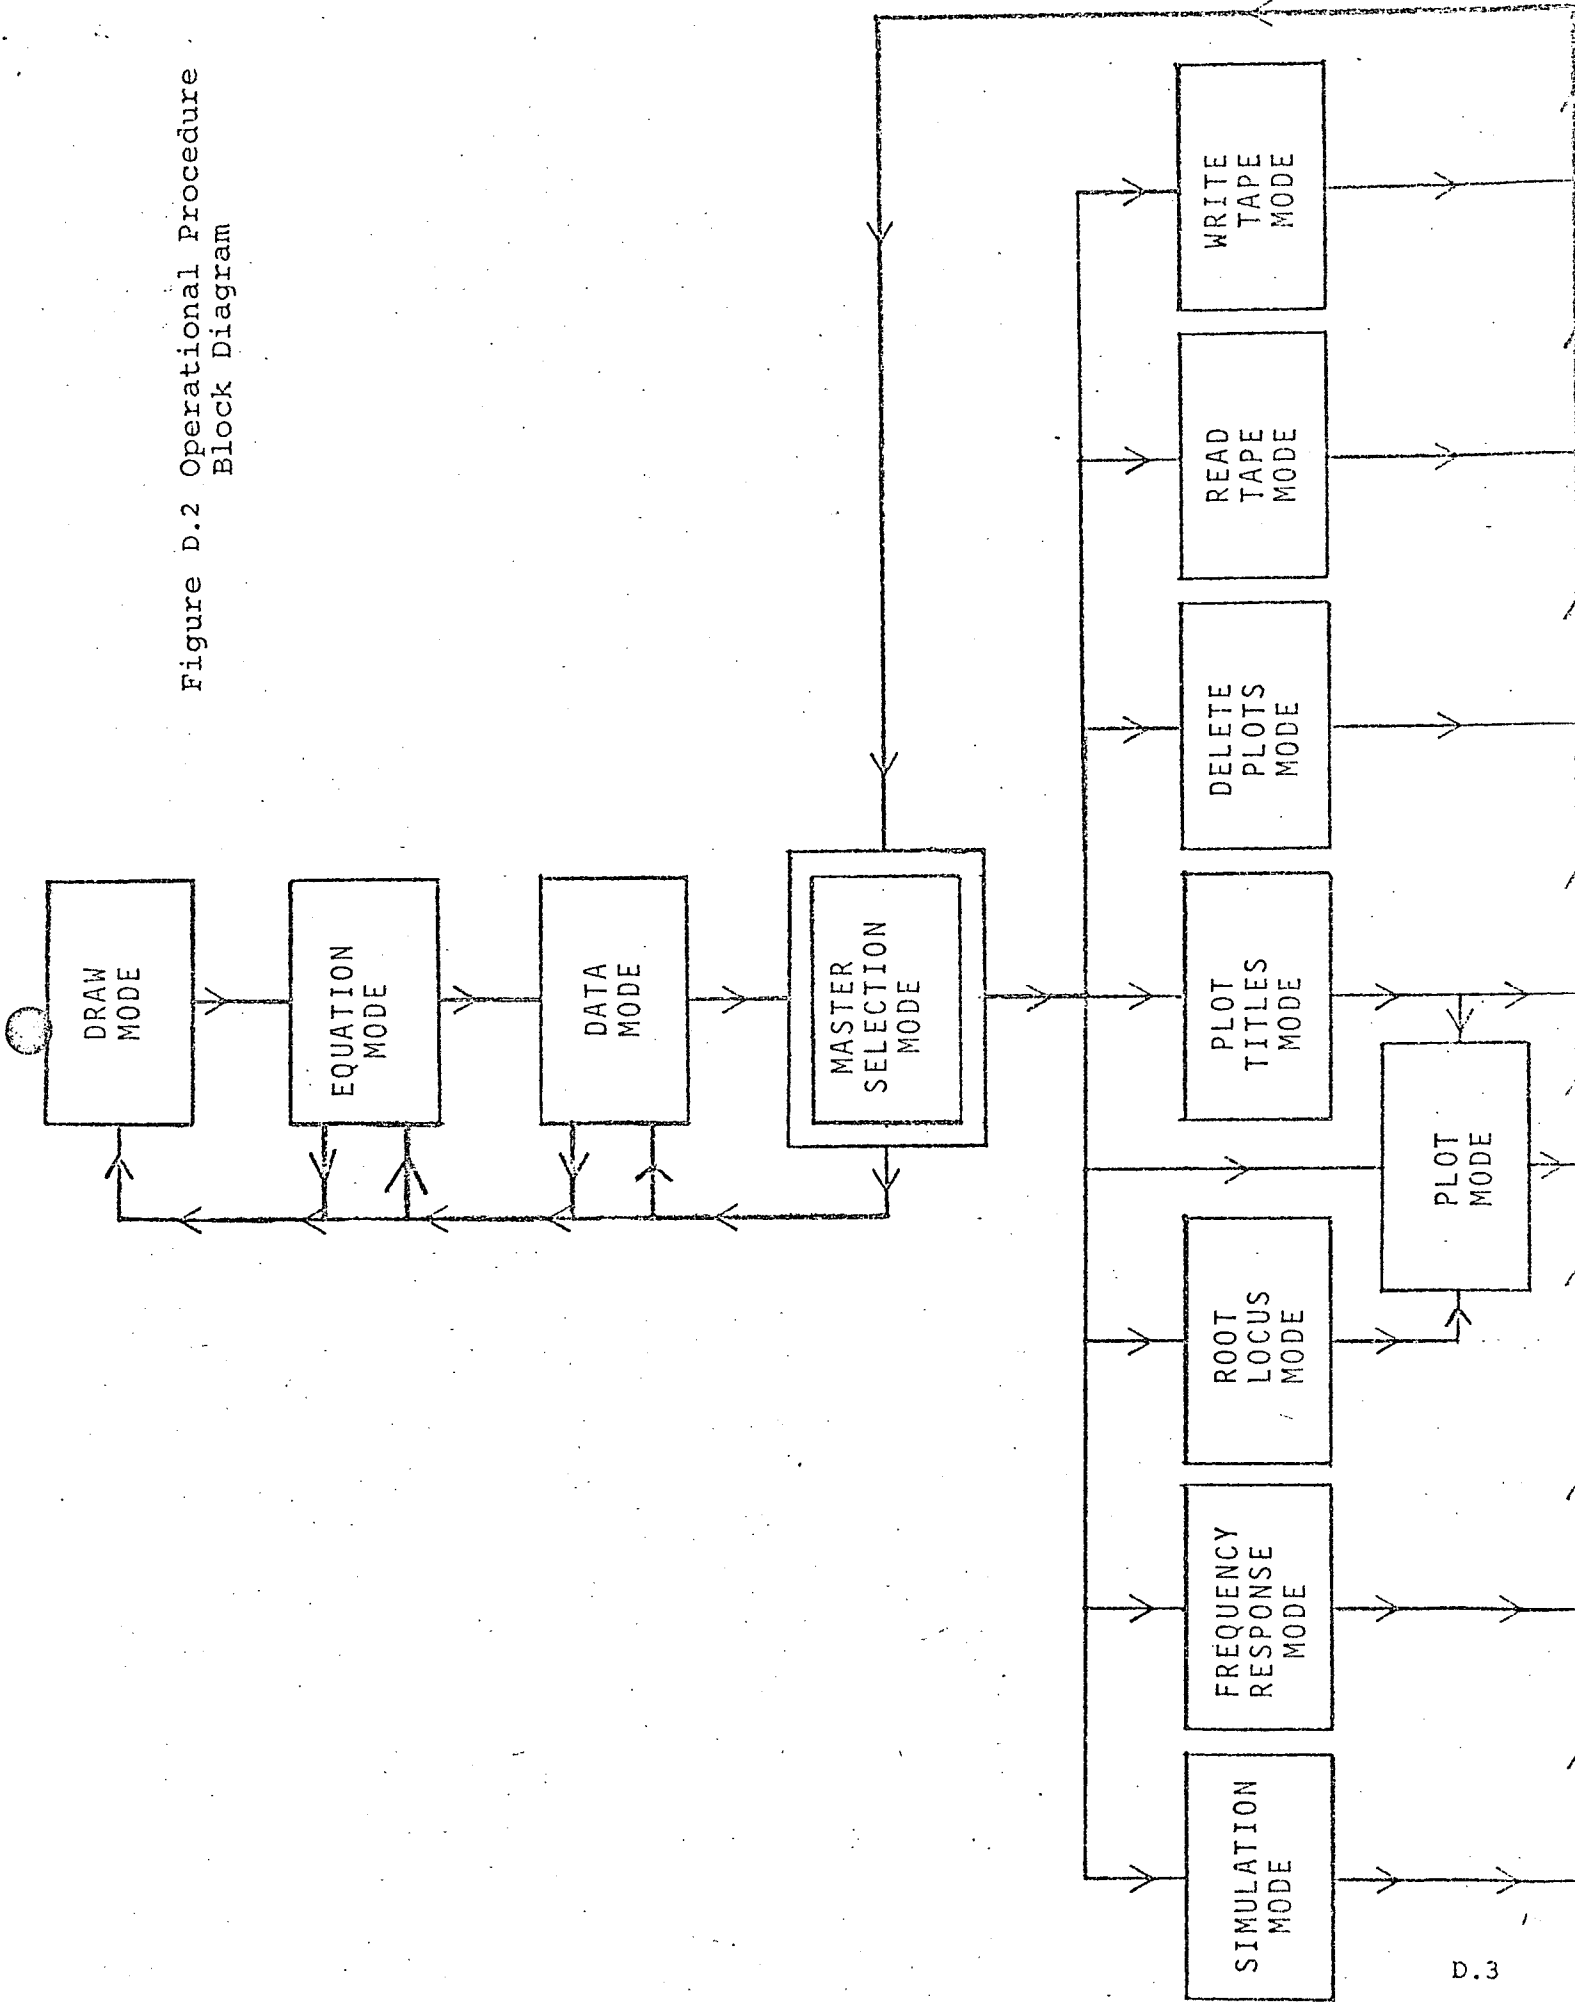 Figure D.2 Operational Procedure
Block Diagram
DRAW
MODE
EQUATION
MODE
DATA
MODE
MASTER
SELECTION
MODE
SIMULATION
MODE
FREQUENCY
RESPONSE
MODE
ROOT
LOCUS
MODE
PLOT
MODE
PLOT
TITLES
MODE
DELETE
PLOTS
MODE
READ
TAPE
MODE
WRITE
TAPE
MODE
D.3